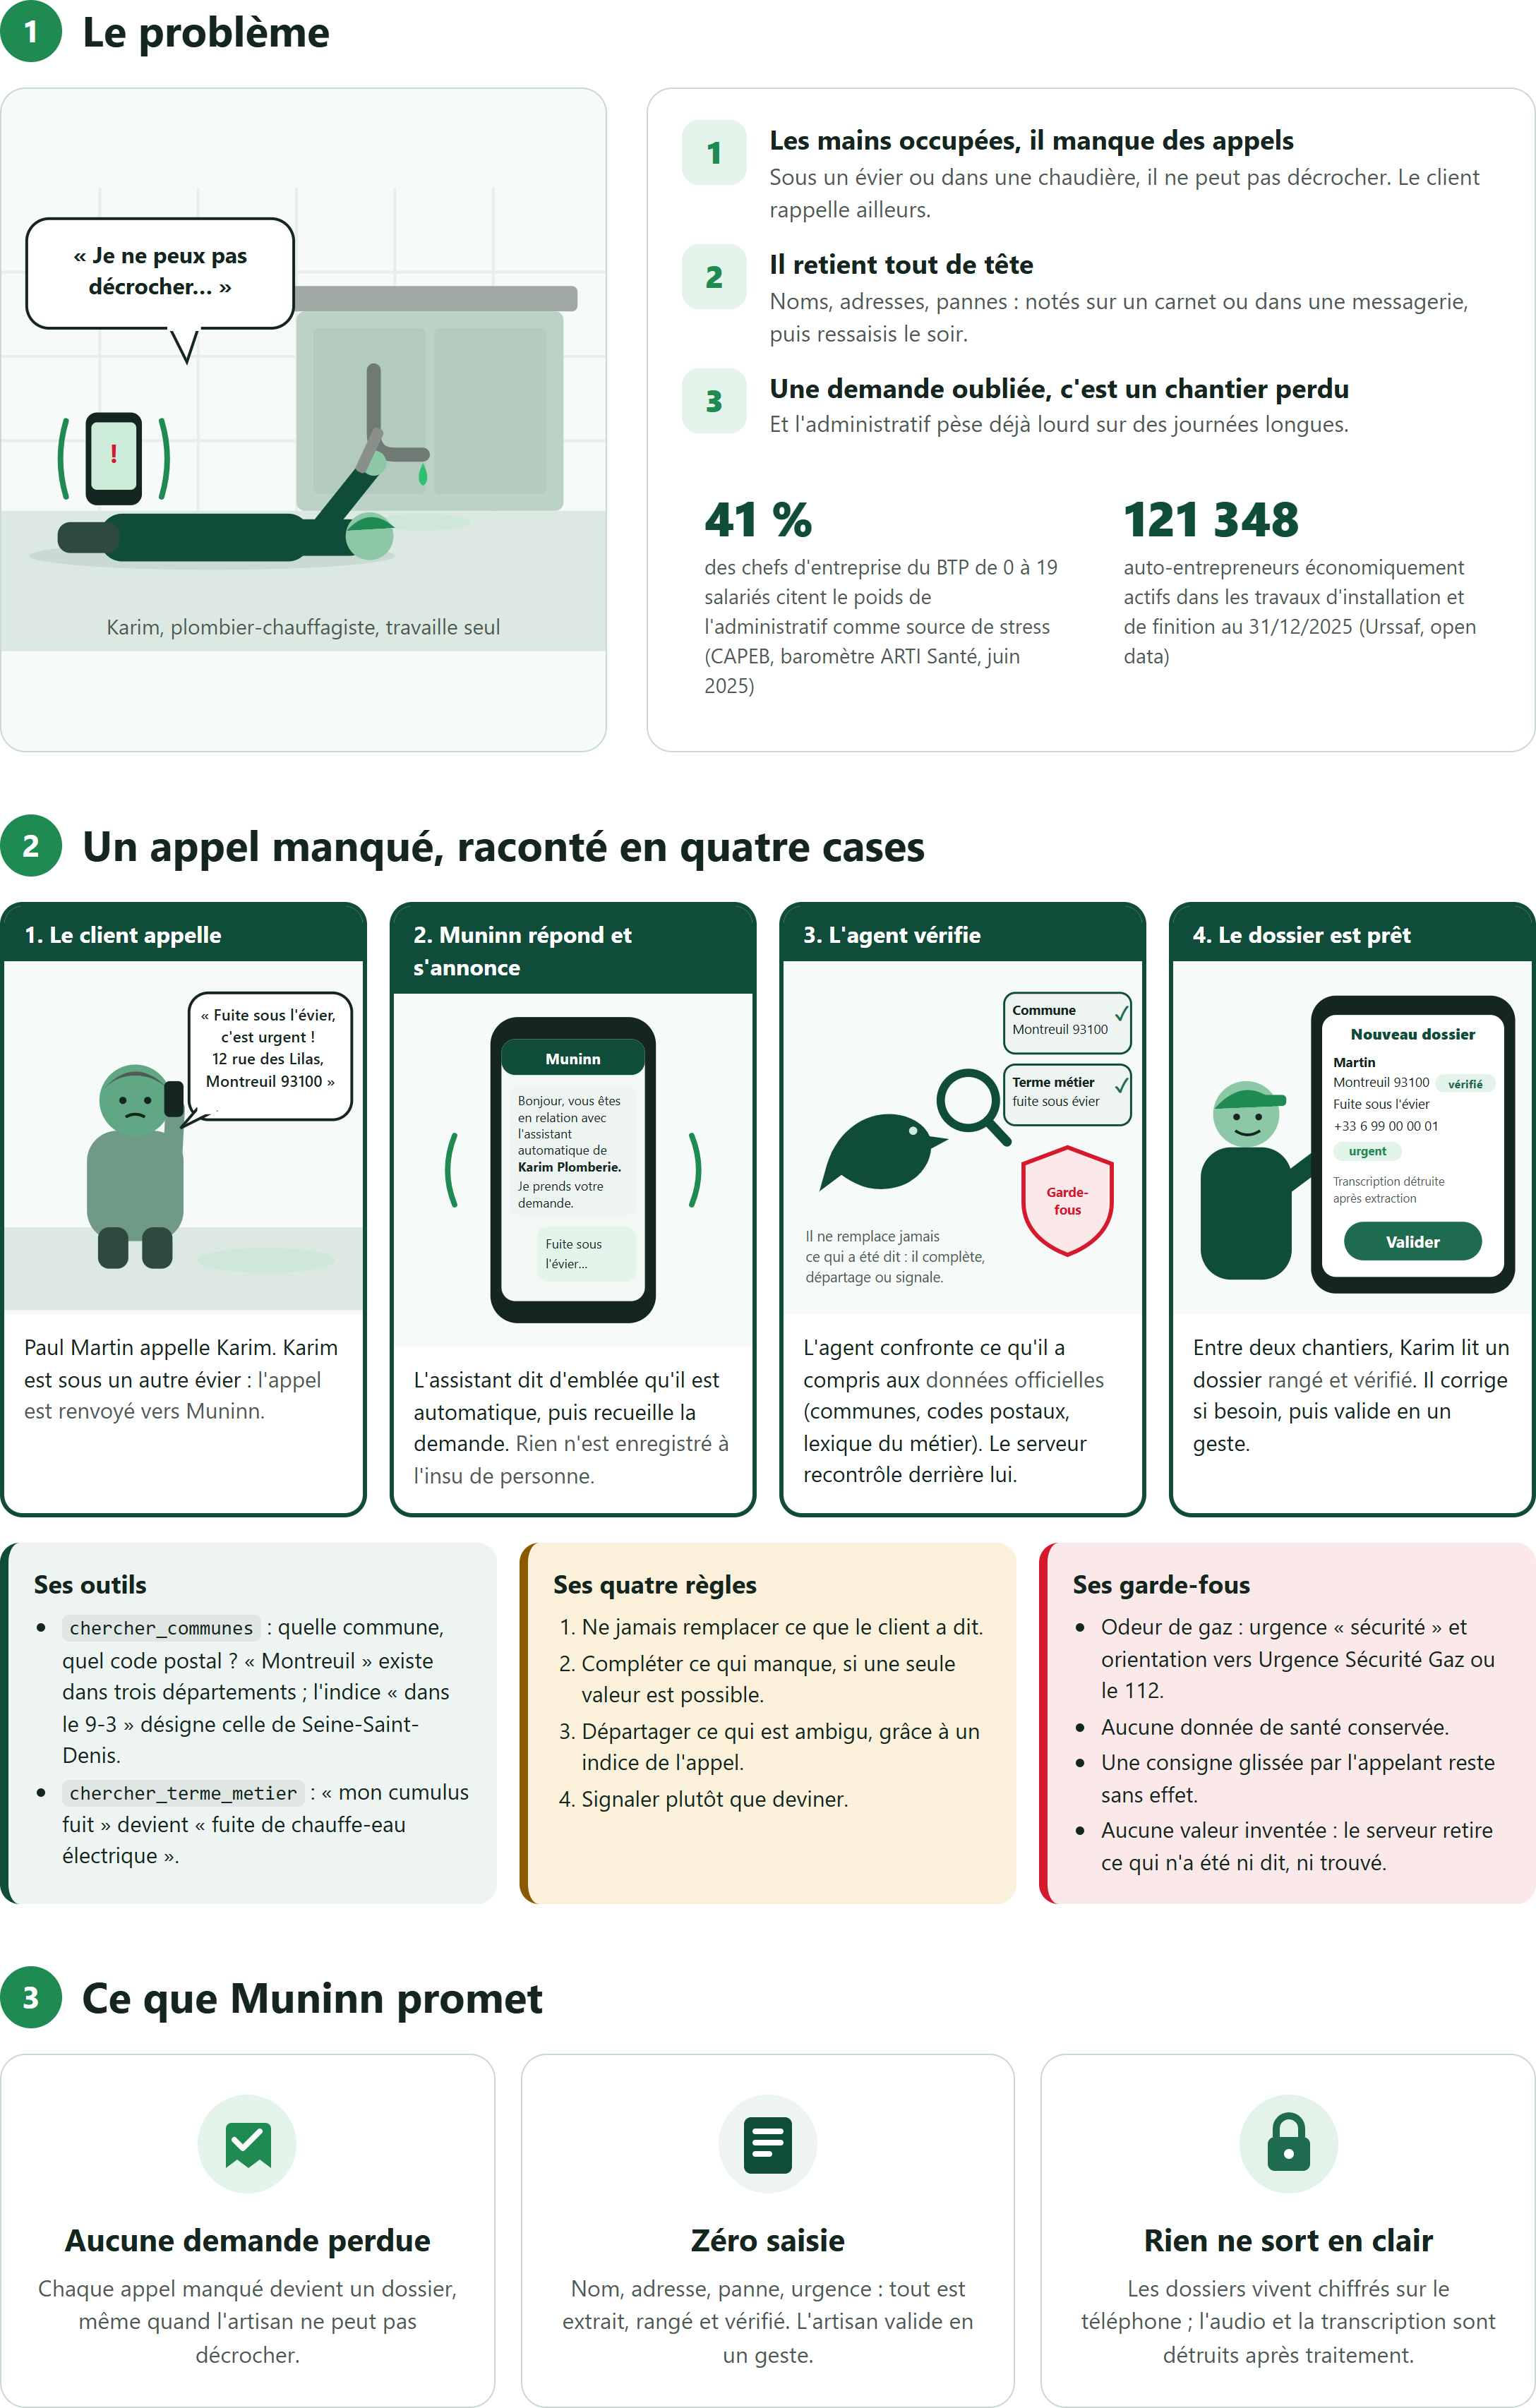 1
Le problème
« Je ne peux pas
décrocher... »
!
Karim, plombier-chauffagiste, travaille seul
1
Les mains occupées, il manque des appels
Sous un évier ou dans une chaudière, il ne peut pas décrocher. Le client
rappelle ailleurs.
2
Il retient tout de tête
Noms, adresses, pannes : notés sur un carnet ou dans une messagerie,
puis ressaisis le soir.
3
Une demande oubliée, c'est un chantier perdu
Et l'administratif pèse déjà lourd sur des journées longues.
41 %
des chefs d'entreprise du BTP de 0 à 19
salariés citent le poids de
l'administratif comme source de stress
(CAPEB, baromètre ARTI Santé, juin
2025)
121 348
auto-entrepreneurs économiquement
actifs dans les travaux d'installation et
de finition au 31/12/2025 (Urssaf, open
data)
2
Un appel manqué, raconté en quatre cases
1. Le client appelle
« Fuite sous l'évier,
c'est urgent !
12 rue des Lilas,
Montreuil 93100 »
Paul Martin appelle Karim. Karim
est sous un autre évier : l'appel
est renvoyé vers Muninn.
2. Muninn répond et
s'annonce
Muninn
Bonjour, vous êtes
en relation avec
l'assistant
automatique de
Karim Plomberie.
Je prends votre
demande.
Fuite sous
l'évier...
L'assistant dit d'emblée qu'il est
automatique, puis recueille la
demande. Rien n'est enregistré à
l'insu de personne.
3. L'agent vérifie
Commune
Montreuil 93100
✓
Terme métier
fuite sous évier
✓
Garde-
fous
Il ne remplace jamais
ce qui a été dit : il complète,
départage ou signale.
L'agent confronte ce qu'il a
compris aux données officielles
(communes, codes postaux,
lexique du métier). Le serveur
recontrôle derrière lui.
4. Le dossier est prêt
Nouveau dossier
Martin
Montreuil 93100 vérifié
Fuite sous l'évier
+33 6 99 00 00 01
urgent
Transcription détruite
après extraction
Valider
Entre deux chantiers, Karim lit un
dossier rangé et vérifié. Il corrige
si besoin, puis valide en un
geste.
Ses outils
• chercher_communes : quelle commune,
quel code postal ? « Montreuil » existe
dans trois départements ; l'indice « dans
le 9-3 » désigne celle de Seine-Saint-
Denis.
• chercher_terme_metier : « mon cumulus
fuit » devient « fuite de chauffe-eau
électrique ».
Ses quatre règles
1. Ne jamais remplacer ce que le client a dit.
2. Compléter ce qui manque, si une seule
valeur est possible.
3. Départager ce qui est ambigu, grâce à un
indice de l'appel.
4. Signaler plutôt que deviner.
Ses garde-fous
• Odeur de gaz : urgence « sécurité » et
orientation vers Urgence Sécurité Gaz ou
le 112.
• Aucune donnée de santé conservée.
• Une consigne glissée par l'appelant reste
sans effet.
• Aucune valeur inventée : le serveur retire
ce qui n'a été ni dit, ni trouvé.
3
Ce que Muninn promet
Aucune demande perdue
Chaque appel manqué devient un dossier,
même quand l'artisan ne peut pas
décrocher.
Zéro saisie
Nom, adresse, panne, urgence : tout est
extrait, rangé et vérifié. L'artisan valide en
un geste.
Rien ne sort en clair
Les dossiers vivent chiffrés sur le
téléphone ; l'audio et la transcription sont
détruits après traitement.